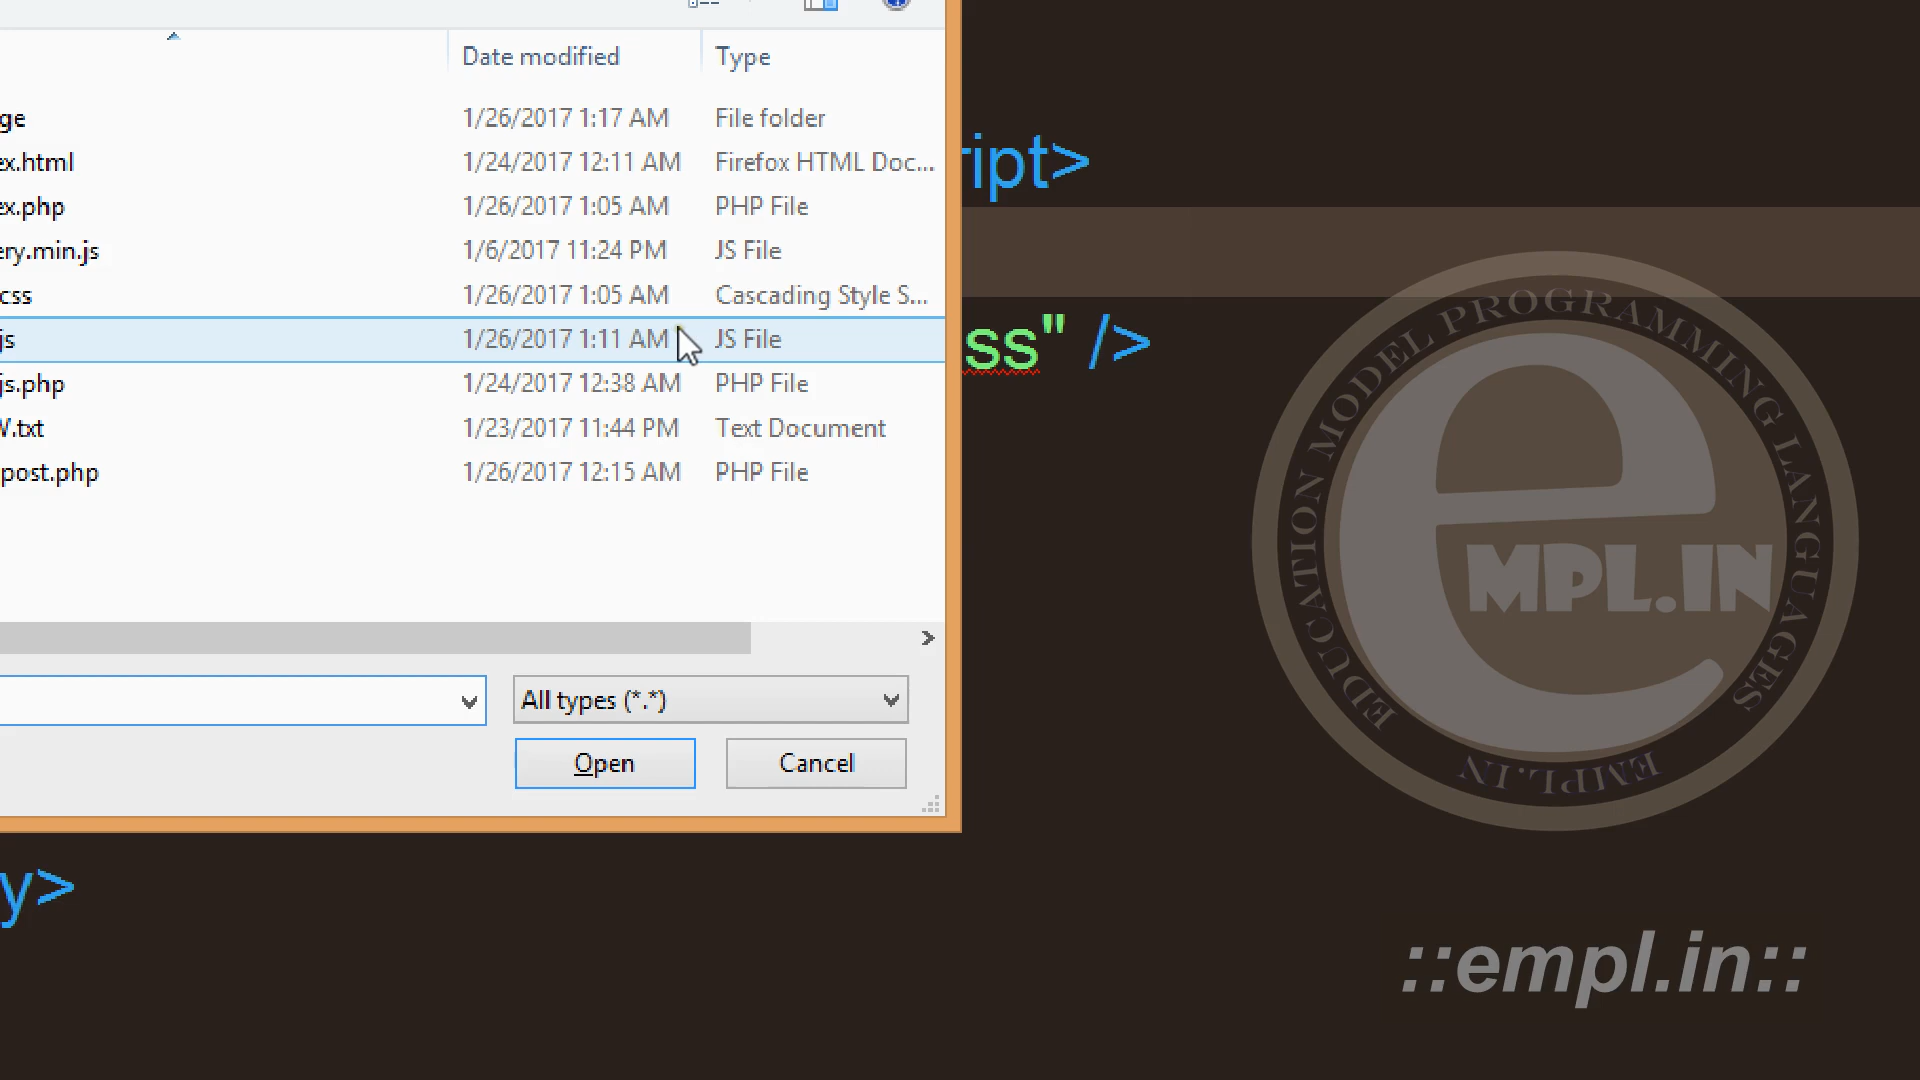 Date modified Type
ge 1/26/2017 1:17 AM File folder
ex.html 1/24/2017 12:11 AM Firefox HTML Doc...
ex.php 1/26/2017 1:05 AM PHP File
ery.min.js 1/6/2017 11:24 PM JS File
css 1/26/2017 1:05 AM Cascading Style S...
js 1/26/2017 1:11 AM JS File
js.php 1/24/2017 12:38 AM PHP File
.txt 1/23/2017 11:44 PM Text Document
post.php 1/26/2017 12:15 AM PHP File
All types (*.*)
Open Cancel
ript>
ss" />
y>
EDUCATION MODEL PROGRAMMING LANGUAGES
eMPL.IN
EMPL.IN
::empl.in::